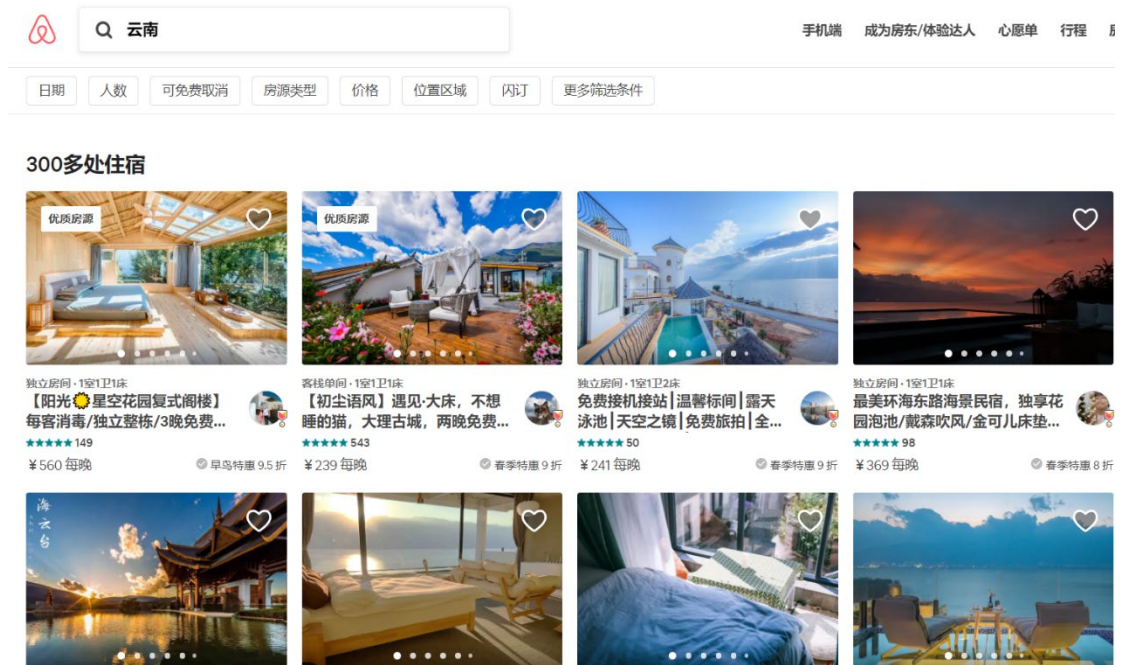 云南
手机端 成为房东/体验达人 心愿单 行程
日期 人数 可免费取消 房源类型 价格 位置区域 闪订 更多筛选条件
300多处住宿
优质房源
优质房源
独立房间·1室1卫1床
【阳光🌞星空花园复式阁楼】
每客消毒/独立整栋/3晚免费...
★★★★★ 149
¥560 每晚
早鸟特惠 9.5 折
客栈单间·1室1卫1床
【初尘语风】遇见·大床，不想
睡的猫，大理古城，两晚免费...
★★★★★ 543
¥239 每晚
春季特惠 9 折
独立房间·1室1卫2床
免费接机接站|温馨标间|露天
泳池|天空之镜|免费旅拍|全...
★★★★★ 50
¥241 每晚
春季特惠 9 折
独立房间·1室1卫1床
最美环海东路海景民宿，独享花
园泡池/戴森吹风/金可儿床垫...
★★★★★ 98
¥369 每晚
春季特惠 8 折
海云台